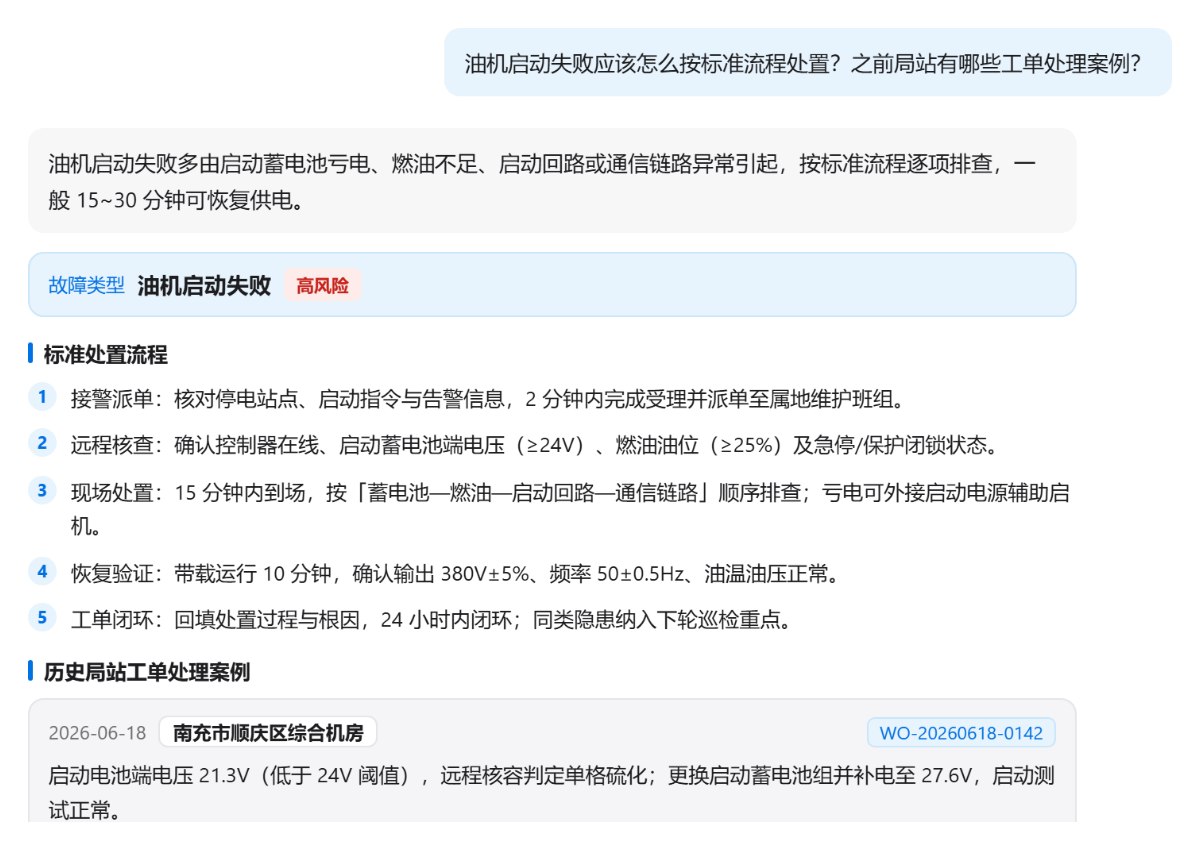 油机启动失败应该怎么按标准流程处置？之前局站有哪些工单处理案例？
油机启动失败多由启动蓄电池亏电、燃油不足、启动回路或通信链路异常引起，按标准流程逐项排查，一
般 15~30 分钟可恢复供电。
故障类型 油机启动失败 高风险
标准处置流程
1 接警派单：核对停电站点、启动指令与告警信息，2 分钟内完成受理并派单至属地维护班组。
2 远程核查：确认控制器在线、启动蓄电池端电压（≥24V）、燃油油位（≥25%）及急停/保护闭锁状态。
3 现场处置：15 分钟内到场，按「蓄电池—燃油—启动回路—通信链路」顺序排查；亏电可外接启动电源辅助启
机。
4 恢复验证：带载运行 10 分钟，确认输出 380V±5%、频率 50±0.5Hz、油温油压正常。
5 工单闭环：回填处置过程与根因，24 小时内闭环；同类隐患纳入下轮巡检重点。
历史局站工单处理案例
2026-06-18 南充市顺庆区综合机房 WO-20260618-0142
启动电池端电压 21.3V（低于 24V 阈值），远程核容判定单格硫化；更换启动蓄电池组并补电至 27.6V，启动测
试正常。